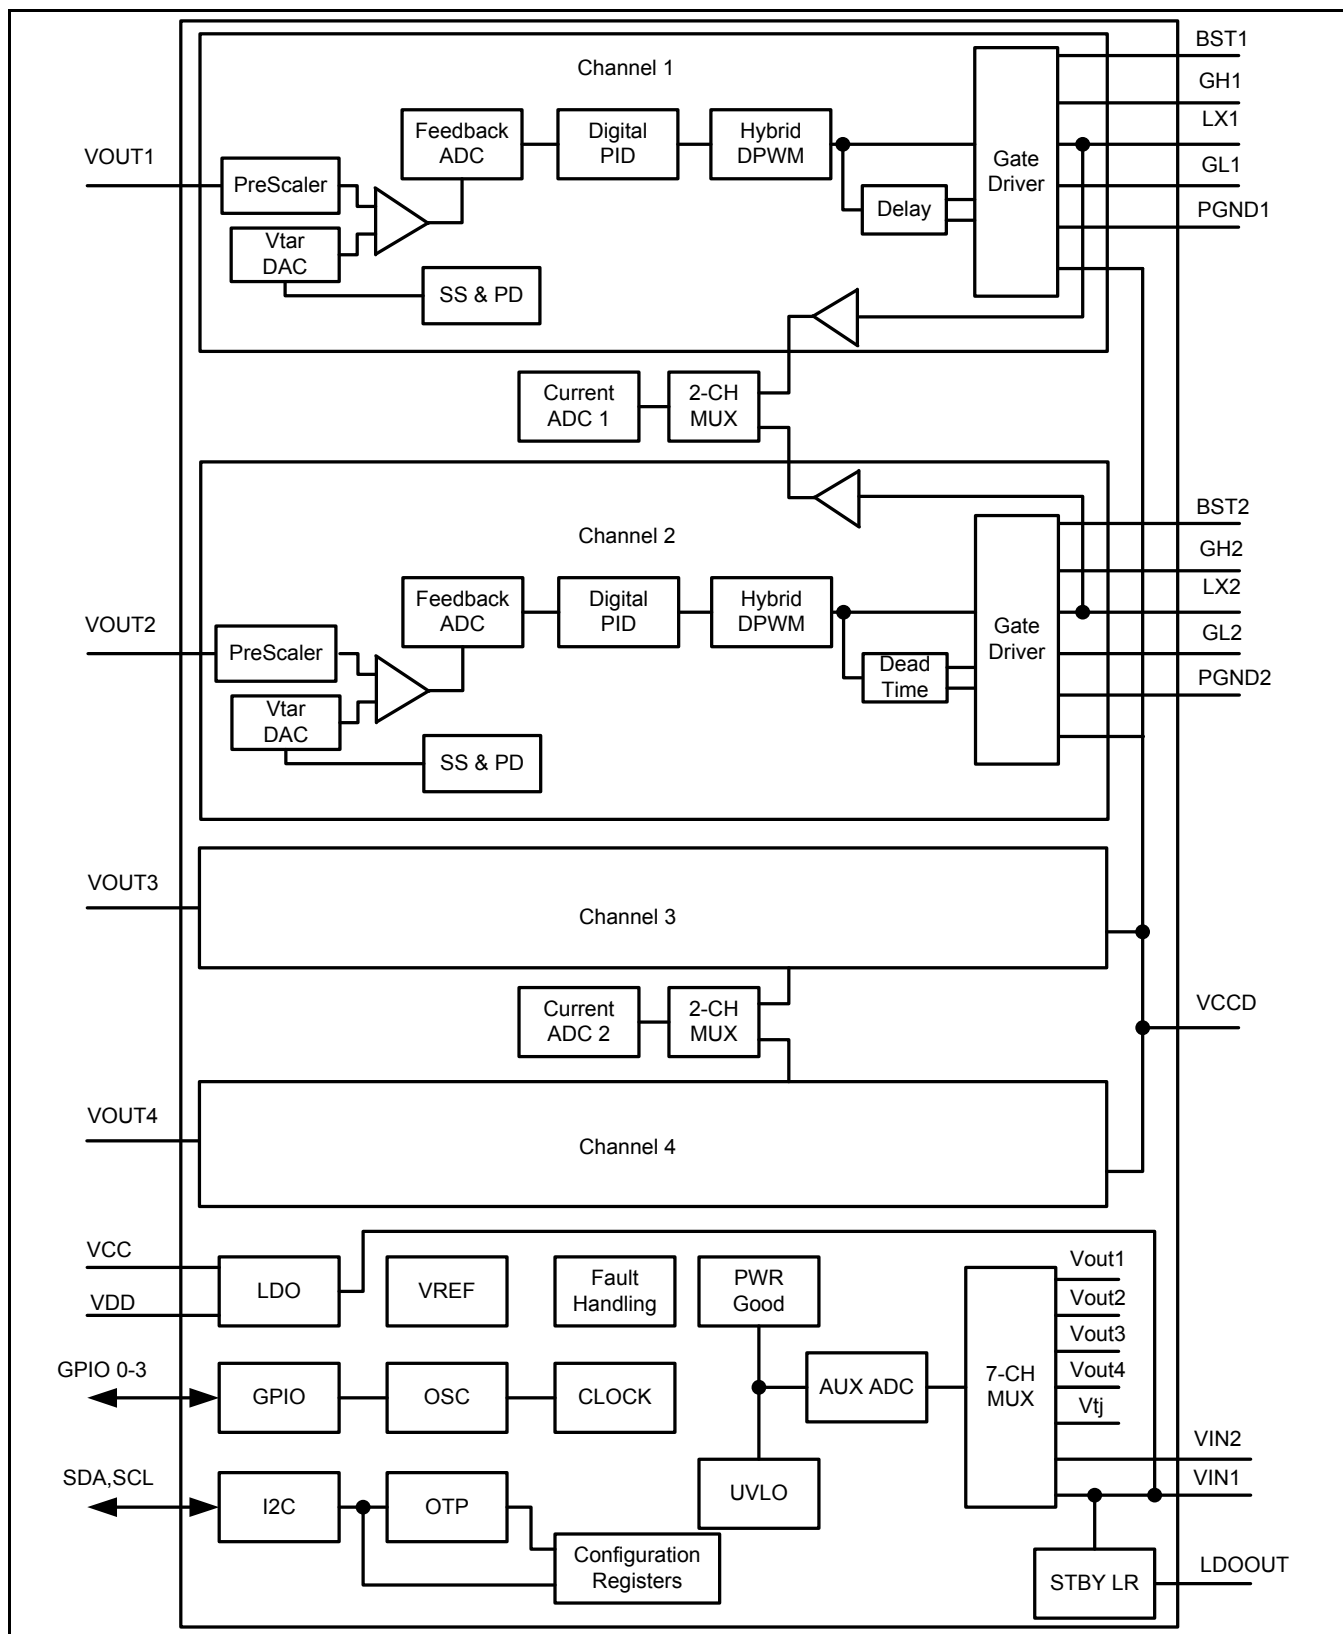 Channel 1
BST1
GH1
LX1
GL1
PGND1
VOUT1
PreScaler
Vtar
DAC
Feedback
ADC
SS & PD
Digital
PID
Hybrid
DPWM
Delay
Gate
Driver
Current
ADC 1
2-CH
MUX
Channel 2
BST2
GH2
LX2
GL2
PGND2
VOUT2
PreScaler
Vtar
DAC
Feedback
ADC
SS & PD
Digital
PID
Hybrid
DPWM
Dead
Time
Gate
Driver
VOUT3
Channel 3
Current
ADC 2
2-CH
MUX
VCCD
VOUT4
Channel 4
VCC
VDD
LDO
VREF
Fault
Handling
PWR
Good
GPIO 0-3
GPIO
OSC
CLOCK
AUX ADC
7-CH
MUX
Vout1
Vout2
Vout3
Vout4
Vtj
VIN2
VIN1
SDA,SCL
I2C
OTP
UVLO
Configuration
Registers
STBY LR
LDOOUT